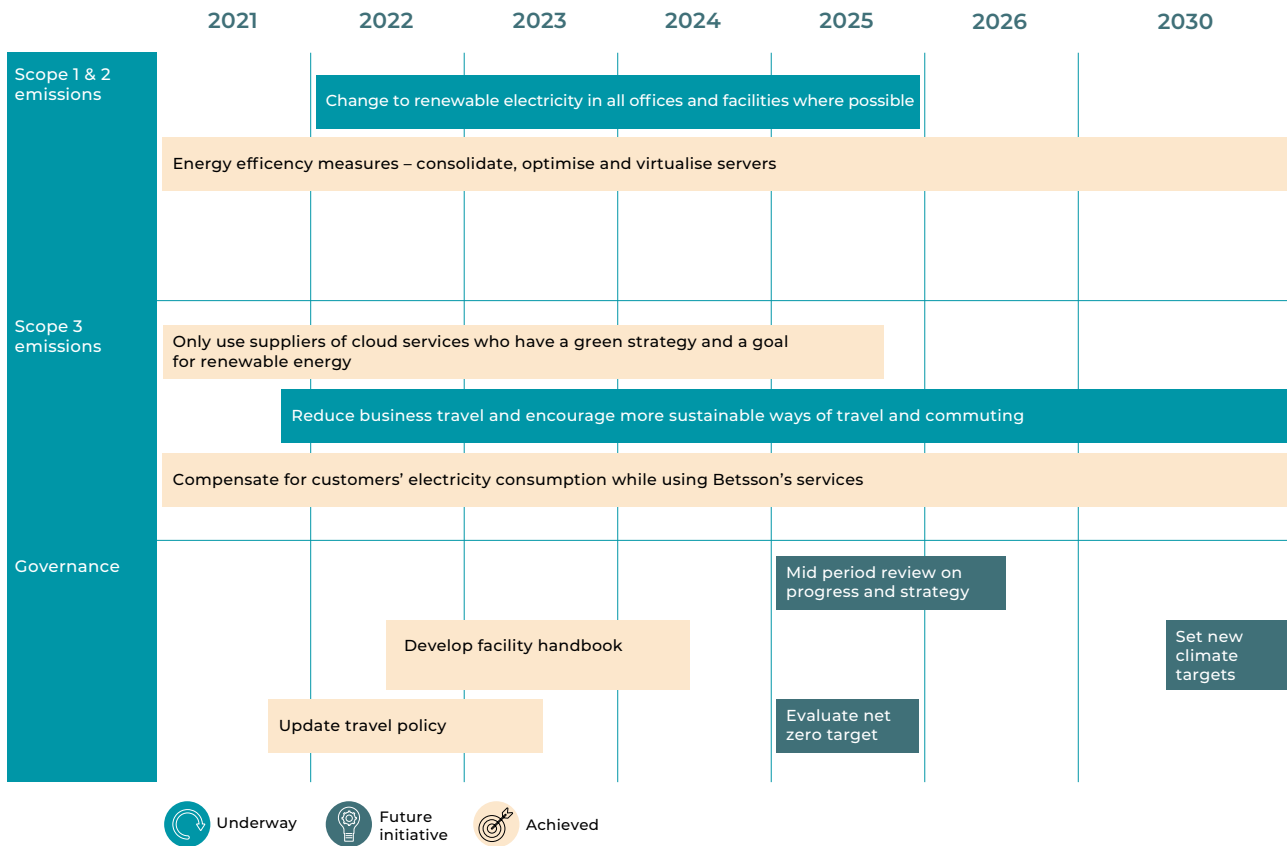 2021 2022 2023 2024 2025 2026 2030
Scope 1 & 2
emissions
Change to renewable electricity in all offices and facilities where possible
Energy efficency measures – consolidate, optimise and virtualise servers
Scope 3
emissions
Only use suppliers of cloud services who have a green strategy and a goal
for renewable energy
Reduce business travel and encourage more sustainable ways of travel and commuting
Compensate for customers’ electricity consumption while using Betsson’s services
Governance
Mid period review on
progress and strategy
Develop facility handbook
Set new
climate
targets
Update travel policy
Evaluate net
zero target
Underway
Future
initiative
Achieved